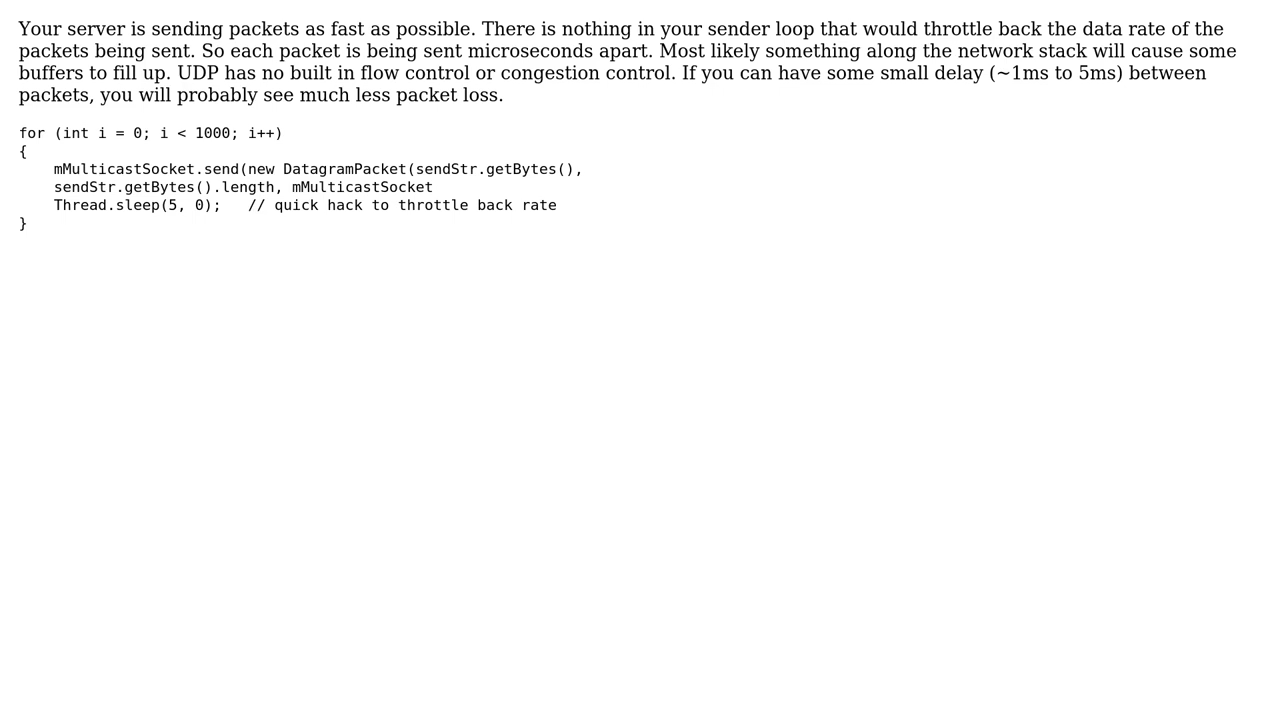 Your server is sending packets as fast as possible. There is nothing in your sender loop that would throttle back the data rate of the
packets being sent. So each packet is being sent microseconds apart. Most likely something along the network stack will cause some
buffers to fill up. UDP has no built in flow control or congestion control. If you can have some small delay (~1ms to 5ms) between
packets, you will probably see much less packet loss.
for (int i = 0; i < 1000; i++)
{
    mMulticastSocket.send(new DatagramPacket(sendStr.getBytes(),
    sendStr.getBytes().length, mMulticastSocket
    Thread.sleep(5, 0);   // quick hack to throttle back rate
}